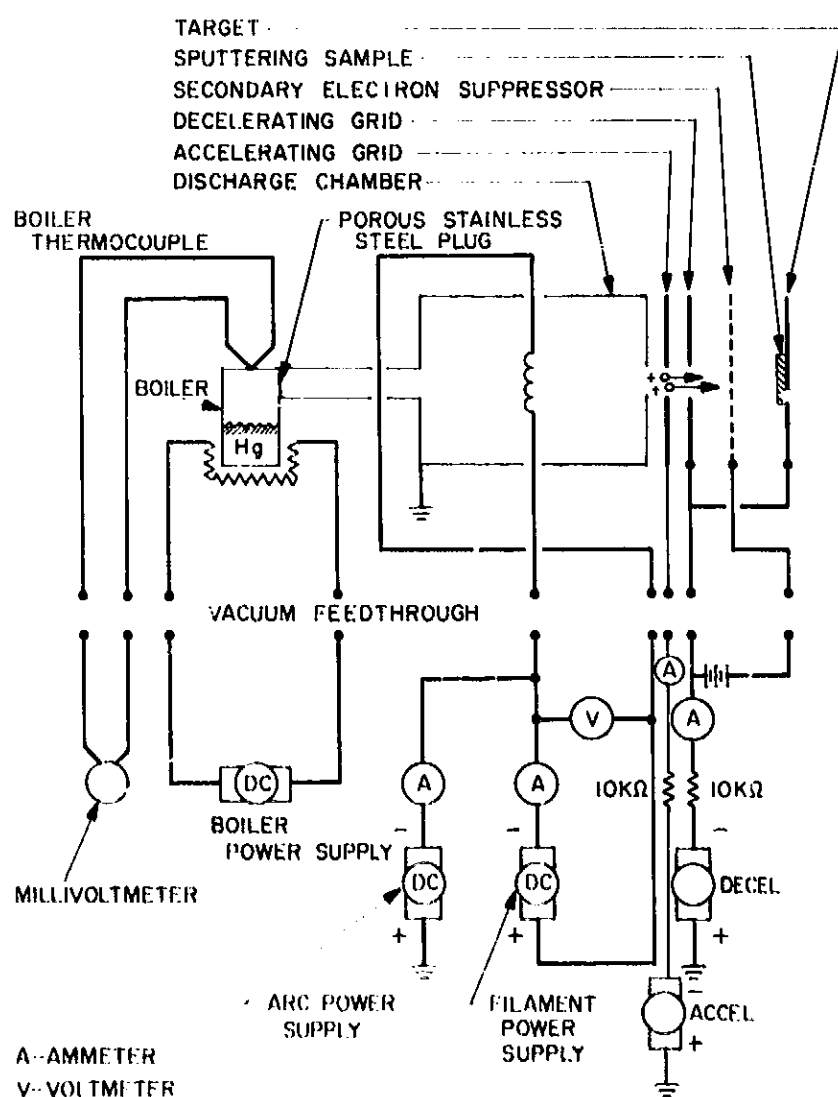 TARGET
SPUTTERING SAMPLE
SECONDARY ELECTRON SUPPRESSOR
DECELERATING GRID
ACCELERATING GRID
DISCHARGE CHAMBER
BOILER
THERMOCOUPLE
POROUS STAINLESS
STEEL PLUG
BOILER
Hg
+
+
VACUUM FEEDTHROUGH
A
V
A
A
A
10KΩ
10KΩ
DC
BOILER
POWER SUPPLY
MILLIVOLTMETER
-
DC
+
-
DC
+
-
DECEL
+
-
ACCEL
+
ARC POWER
SUPPLY
FILAMENT
POWER
SUPPLY
A--AMMETER
V--VOLTMETER